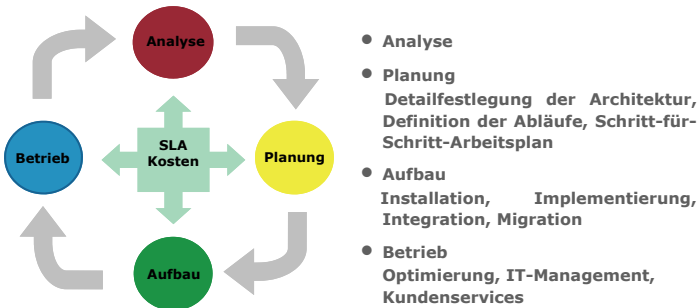 Analyse
Betrieb
SLA
Kosten
Planung
Aufbau
• Analyse
• Planung
Detailfestlegung der Architektur,
Definition der Abläufe, Schritt-für-
Schritt-Arbeitsplan
• Aufbau
Installation, Implementierung,
Integration, Migration
• Betrieb
Optimierung, IT-Management,
Kundenservices